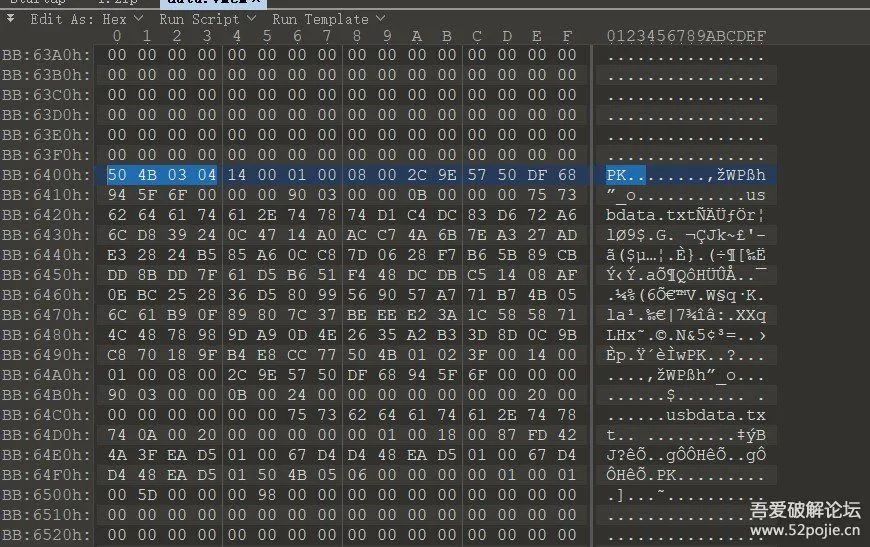 Startup 1.zip data.vmem x
Edit As: Hex Run Script Run Template
0 1 2 3 4 5 6 7 8 9 A B C D E F 0123456789ABCDEF
BB:63A0h: 00 00 00 00 00 00 00 00 00 00 00 00 00 00 00 00 ................
BB:63B0h: 00 00 00 00 00 00 00 00 00 00 00 00 00 00 00 00 ................
BB:63C0h: 00 00 00 00 00 00 00 00 00 00 00 00 00 00 00 00 ................
BB:63D0h: 00 00 00 00 00 00 00 00 00 00 00 00 00 00 00 00 ................
BB:63E0h: 00 00 00 00 00 00 00 00 00 00 00 00 00 00 00 00 ................
BB:63F0h: 00 00 00 00 00 00 00 00 00 00 00 00 00 00 00 00 ................
BB:6400h: 50 4B 03 04 14 00 01 00 08 00 2C 9E 57 50 DF 68 PK........,žWPßh
BB:6410h: 94 5F 6F 00 00 00 90 03 00 00 0B 00 00 00 75 73 ”_o...........us
BB:6420h: 62 64 61 74 61 2E 74 78 74 D1 C4 DC 83 D6 72 A6 bdata.txtÑÄÜƒÖr¦
BB:6430h: 6C D8 39 24 0C 47 14 A0 AC C7 4A 6B 7E A3 27 AD lØ9$.G. ¬ÇJk~£'-
BB:6440h: E3 28 24 B5 85 A6 0C C8 7D 06 28 F7 B6 5B 89 CB ã($µ…¦.È}.(÷¶[‰Ë
BB:6450h: DD 8B DD 7F 61 D5 B6 51 F4 48 DC DB C5 14 08 AF Ý‹Ý.aÕ¶QôHÜÛÅ..¯
BB:6460h: 0E BC 25 28 36 D5 80 99 56 90 57 A7 71 B7 4B 05 .¼%(6Õ€™V.W§q·K.
BB:6470h: 6C 61 B9 0F 89 80 7C 37 BE EE E2 3A 1C 58 58 71 la¹.‰€|7¾îâ:.XXq
BB:6480h: 4C 48 78 98 9D A9 0D 4E 26 35 A2 B3 3D 8D 0C 9B LHx˜.©.N&5¢³=..›
BB:6490h: C8 70 18 9F B4 E8 CC 77 50 4B 01 02 3F 00 14 00 Èp.Ÿ´èÌwPK..?...
BB:64A0h: 01 00 08 00 2C 9E 57 50 DF 68 94 5F 6F 00 00 00 ....,žWPßh”_o...
BB:64B0h: 90 03 00 00 0B 00 24 00 00 00 00 00 00 00 20 00 ......$....... .
BB:64C0h: 00 00 00 00 00 00 75 73 62 64 61 74 61 2E 74 78 ......usbdata.tx
BB:64D0h: 74 0A 00 20 00 00 00 00 00 01 00 18 00 87 FD 42 t.. .........‡ýB
BB:64E0h: 4A 3F EA D5 01 00 67 D4 D4 48 EA D5 01 00 67 D4 J?êÕ..gÔÔHêÕ..gÔ
BB:64F0h: D4 48 EA D5 01 50 4B 05 06 00 00 00 00 01 00 01 ÔHêÕ.PK.........
BB:6500h: 00 5D 00 00 00 98 00 00 00 00 00 00 00 00 00 00 .]...˜..........
BB:6510h: 00 00 00 00 00 00 00 00 00 00 00 00 00 00 00 00 ................
BB:6520h: 00 00 00 00 00 00 00 00 00 00 00 00 00 00 00 00
吾爱破解论坛
www.52pojie.cn